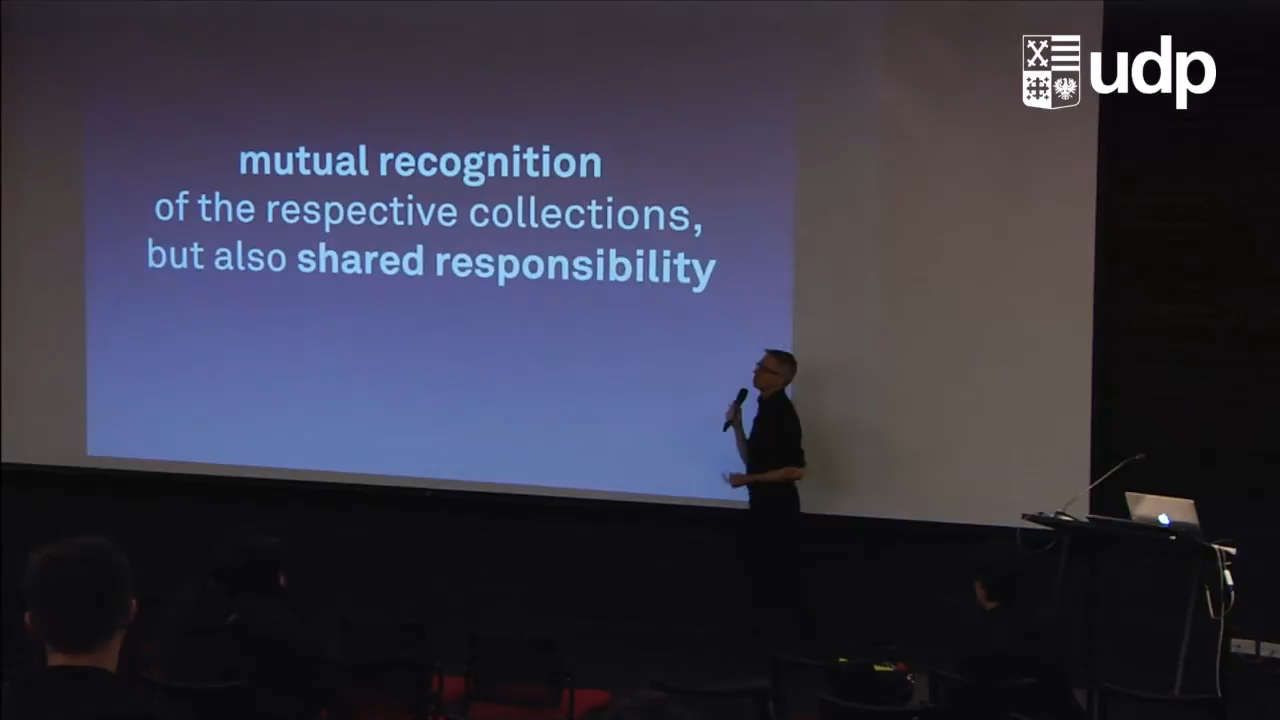 udp
mutual recognition
of the respective collections,
but also shared responsibility